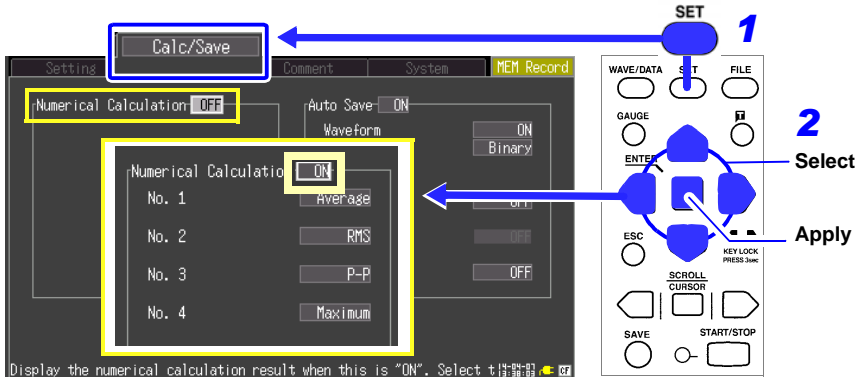 SET
1
Calc/Save
Setting
Comment
System
MEM Record
Numerical Calculation OFF
Auto Save ON
Waveform ON
Binary
Numerical Calculatio ON
No. 1 Average
OFF
No. 2 RMS
OFF
No. 3 P-P
OFF
No. 4 Maximum
Display the numerical calculation result when this is "ON". Select t
CF
WAVE/DATA SET FILE
GAUGE
T
ENTER
2
Select
Apply
ESC
KEY LOCK
PRESS 3sec
SCROLL
CURSOR
SAVE
START/STOP